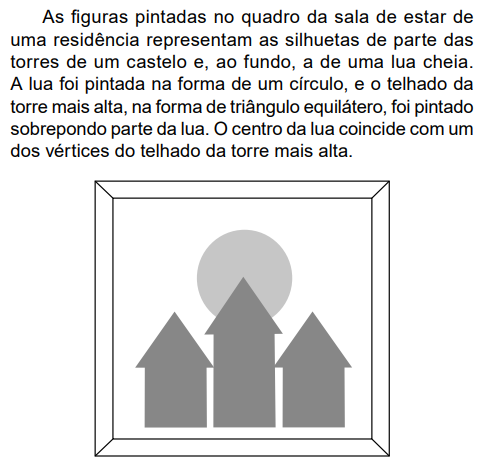 As figuras pintadas no quadro da sala de estar de
uma residência representam as silhuetas de parte das
torres de um castelo e, ao fundo, a de uma lua cheia.
A lua foi pintada na forma de um círculo, e o telhado da
torre mais alta, na forma de triângulo equilátero, foi pintado
sobrepondo parte da lua. O centro da lua coincide com um
dos vértices do telhado da torre mais alta.